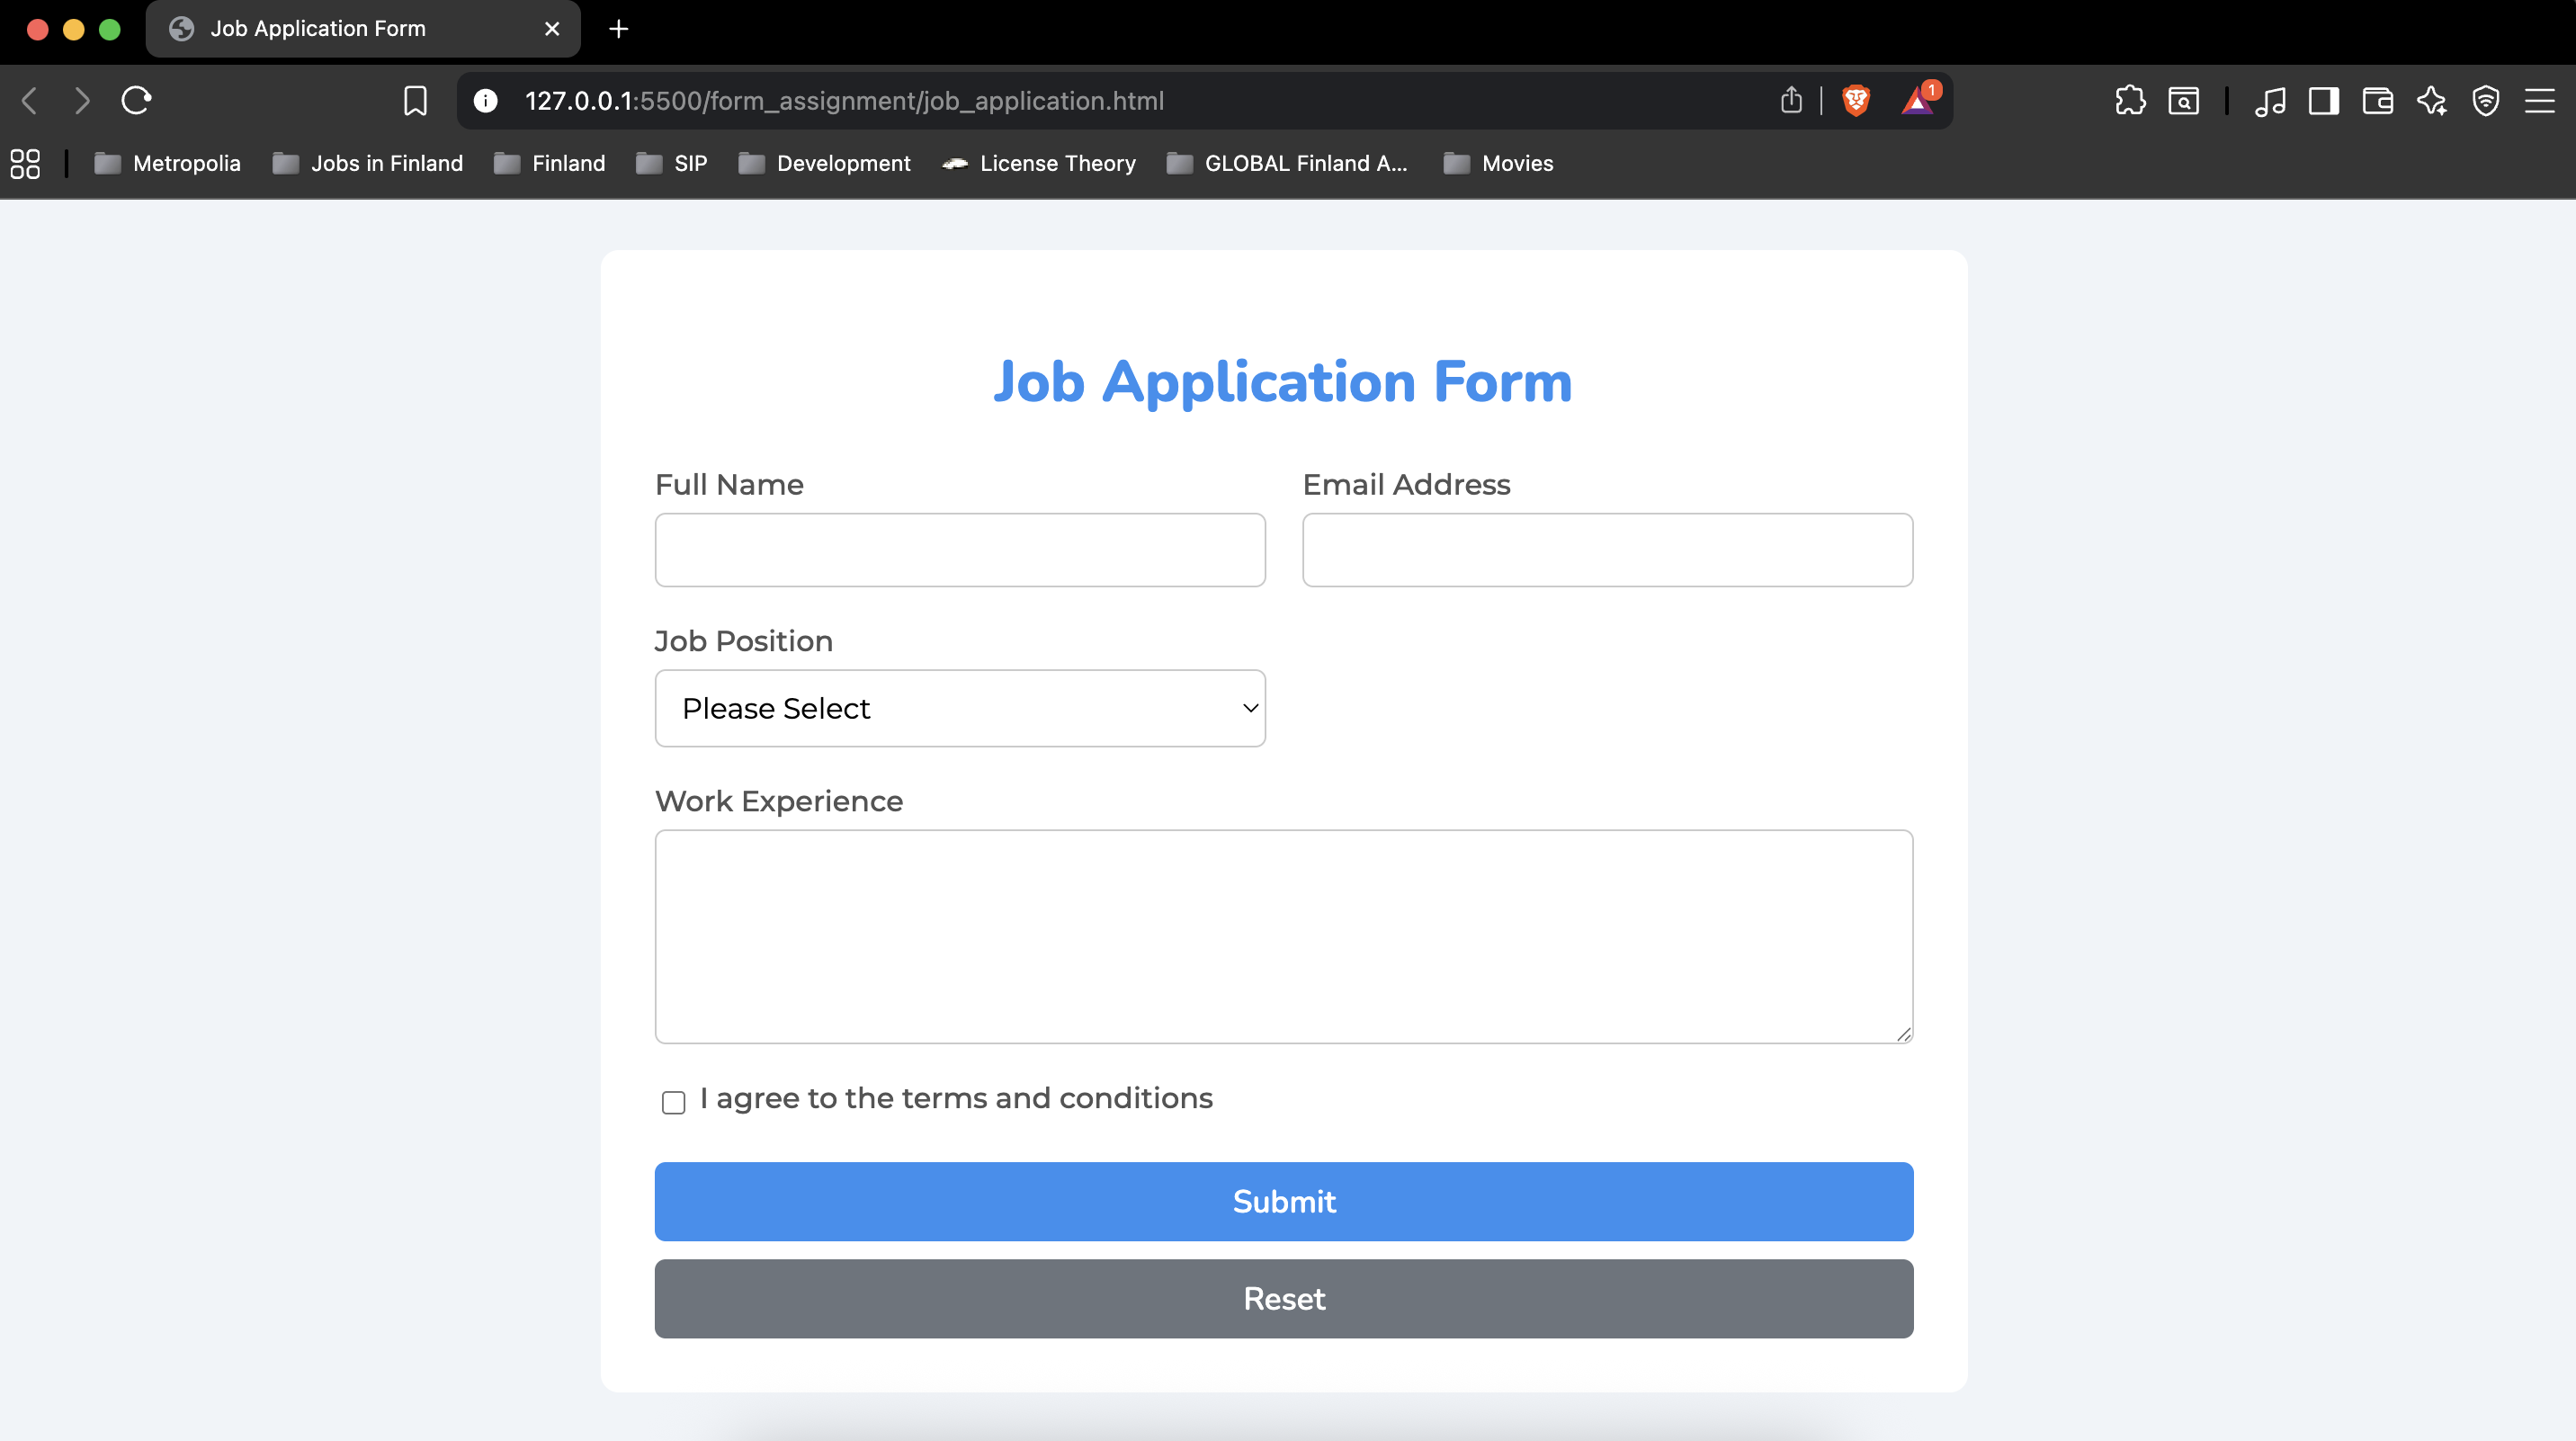 Job Application Form
127.0.0.1:5500/form_assignment/job_application.html
1
Metropolia Jobs in Finland Finland SIP Development License Theory GLOBAL Finland A... Movies
Job Application Form
Full Name Email Address
Job Position
Please Select
Work Experience
I agree to the terms and conditions
Submit
Reset